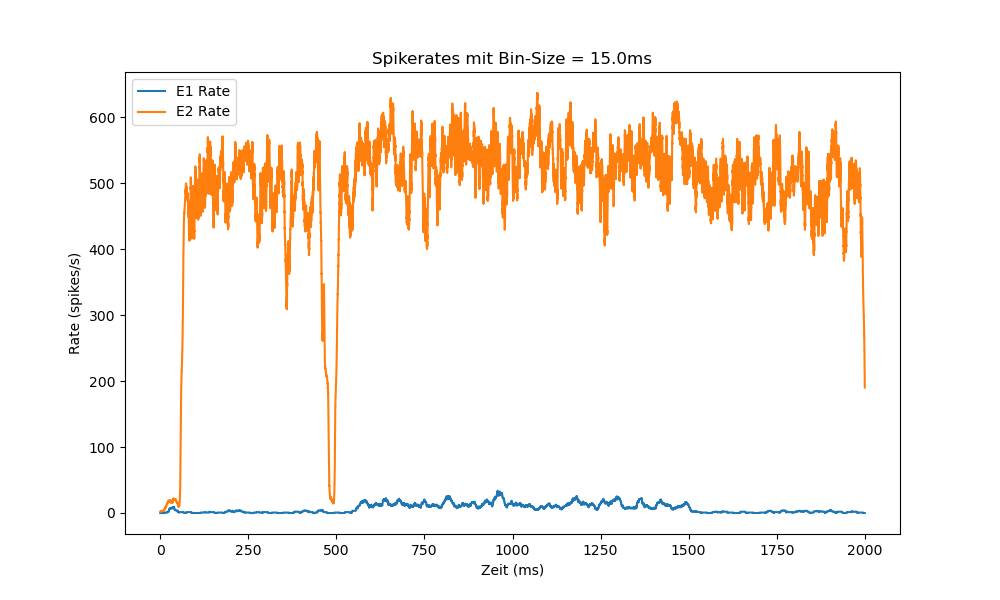 Spikerates mit Bin-Size = 15.0ms
E1 Rate
E2 Rate
600
500
400
300
200
100
0
Rate (spikes/s)
0 250 500 750 1000 1250 1500 1750 2000
Zeit (ms)